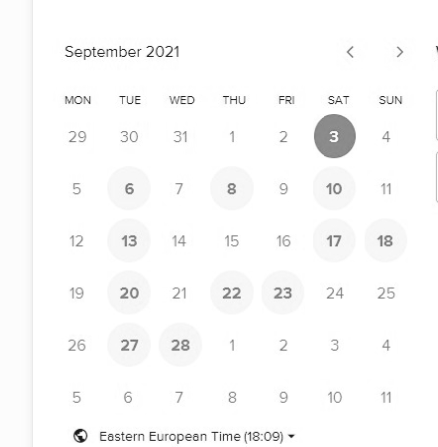 September 2021 < >
MON TUE WED THU FRI SAT SUN
29 30 31 1 2 3 4
5 6 7 8 9 10 11
12 13 14 15 16 17 18
19 20 21 22 23 24 25
26 27 28 1 2 3 4
5 6 7 8 9 10 11
Eastern European Time (18:09)